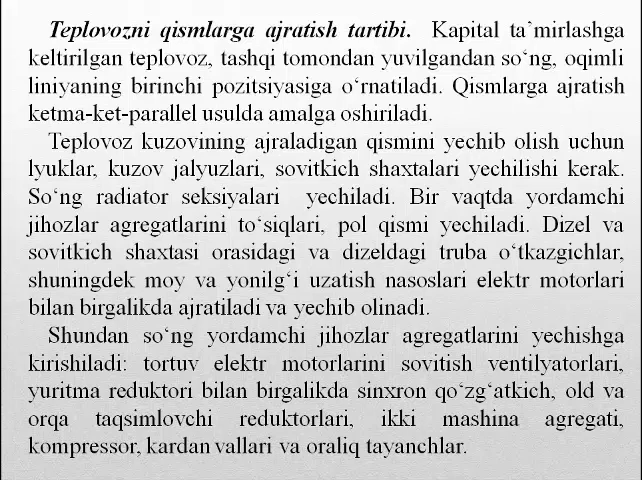 Teplovozni qismlarga ajratish tartibi. Kapital ta’mirlashga
keltirilgan teplovoz, tashqi tomondan yuvilgandan so‘ng, oqimli
liniyaning birinchi pozitsiyasiga o‘rnatiladi. Qismlarga ajratish
ketma-ket-parallel usulda amalga oshiriladi.
Teplovoz kuzovining ajraladigan qismini yechib olish uchun
lyuklar, kuzov jalyuzlari, sovitkich shaxtalari yechilishi kerak.
So‘ng radiator seksiyalari yechiladi. Bir vaqtda yordamchi
jihozlar agregatlarini to‘siqlari, pol qismi yechiladi. Dizel va
sovitkich shaxtasi orasidagi va dizeldagi truba o‘tkazgichlar,
shuningdek moy va yonilg‘i uzatish nasoslari elektr motorlari
bilan birgalikda ajratiladi va yechib olinadi.
Shundan so‘ng yordamchi jihozlar agregatlarini yechishga
kirishiladi: tortuv elektr motorlarini sovitish ventilyatorlari,
yuritma reduktori bilan birgalikda sinxron qo‘zg‘atkich, old va
orqa taqsimlovchi reduktorlari, ikki mashina agregati,
kompressor, kardan vallari va oraliq tayanchlar.